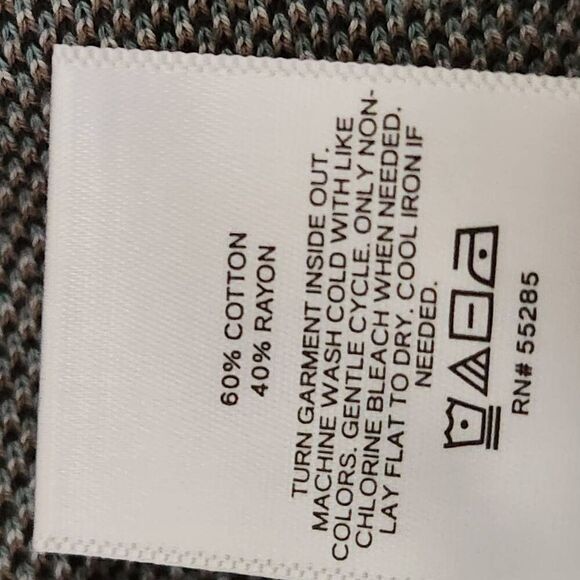 60% COTTON
40% RAYON
TURN GARMENT INSIDE OUT.
MACHINE WASH COLD WITH LIKE
COLORS. GENTLE CYCLE. ONLY NON-
CHLORINE BLEACH WHEN NEEDED.
LAY FLAT TO DRY. COOL IRON IF
NEEDED.
RN# 55285